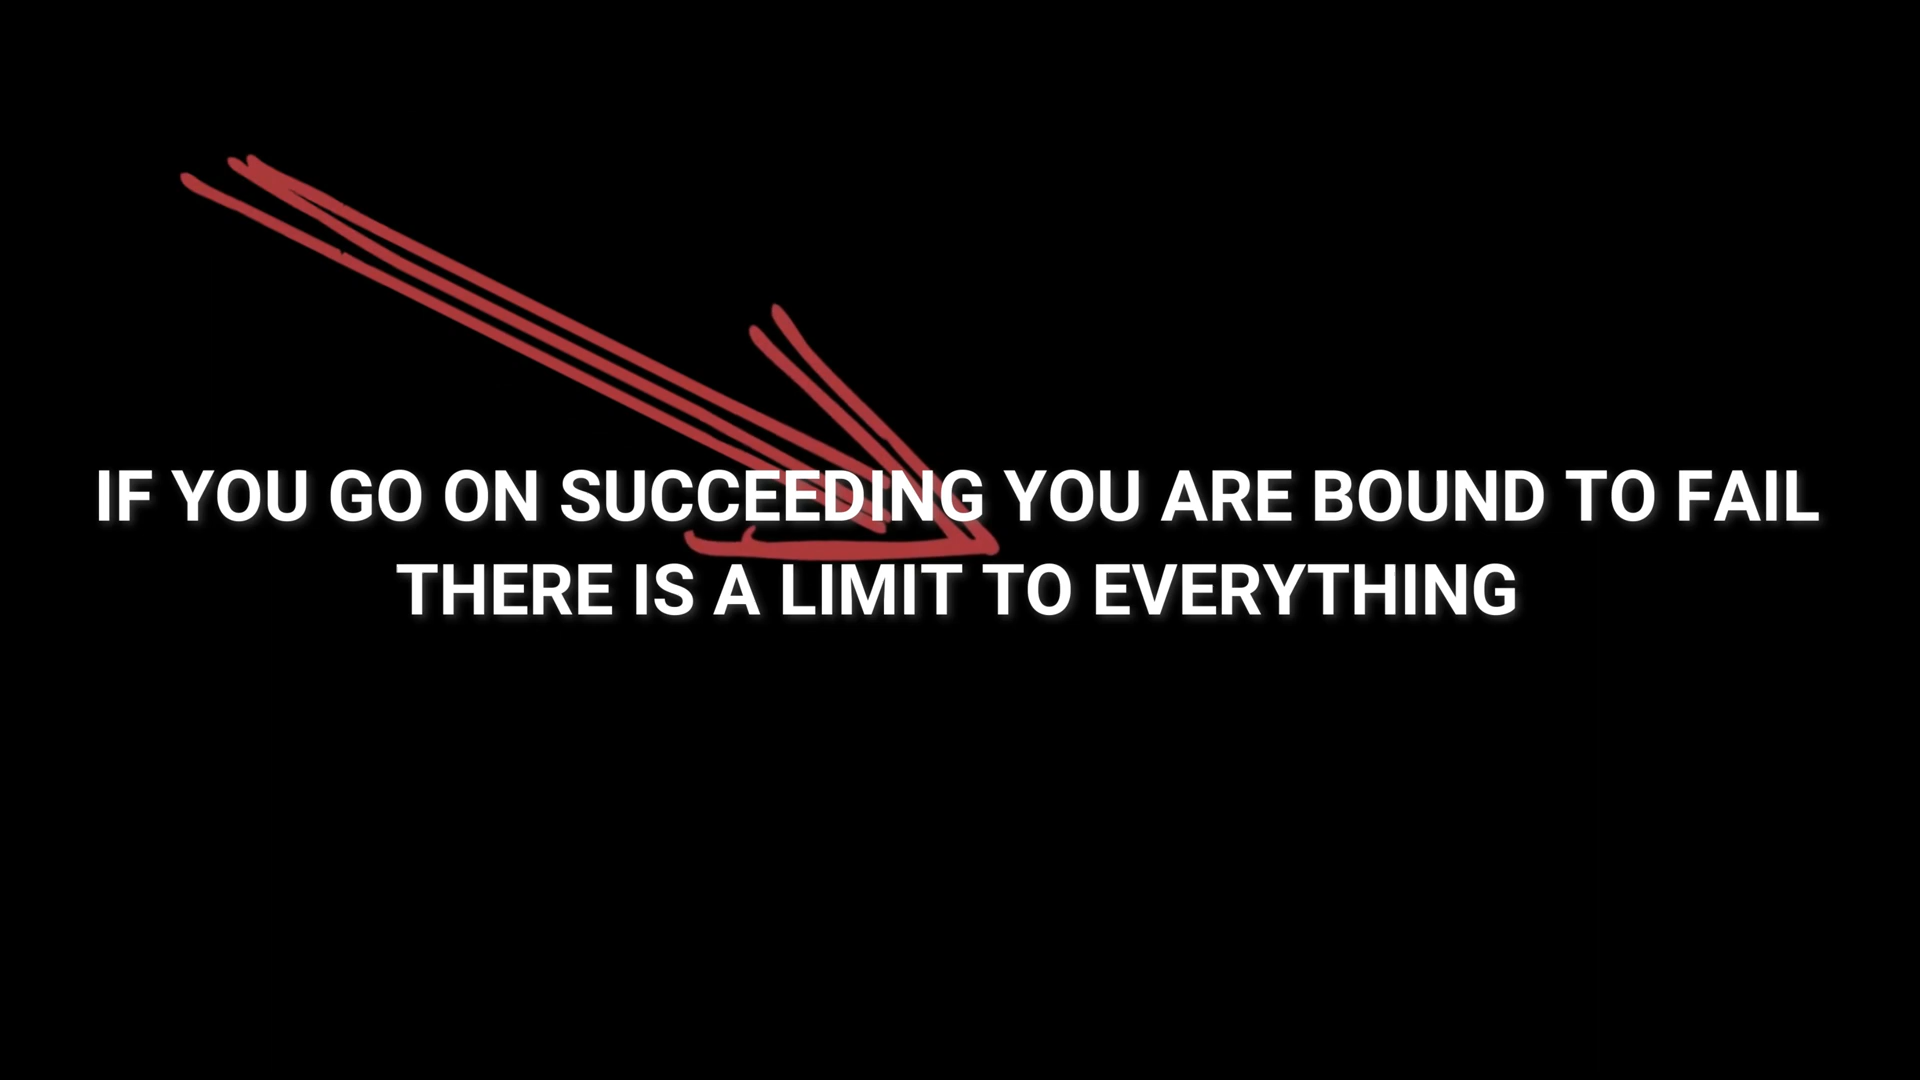 IF YOU GO ON SUCCEEDING YOU ARE BOUND TO FAIL
THERE IS A LIMIT TO EVERYTHING